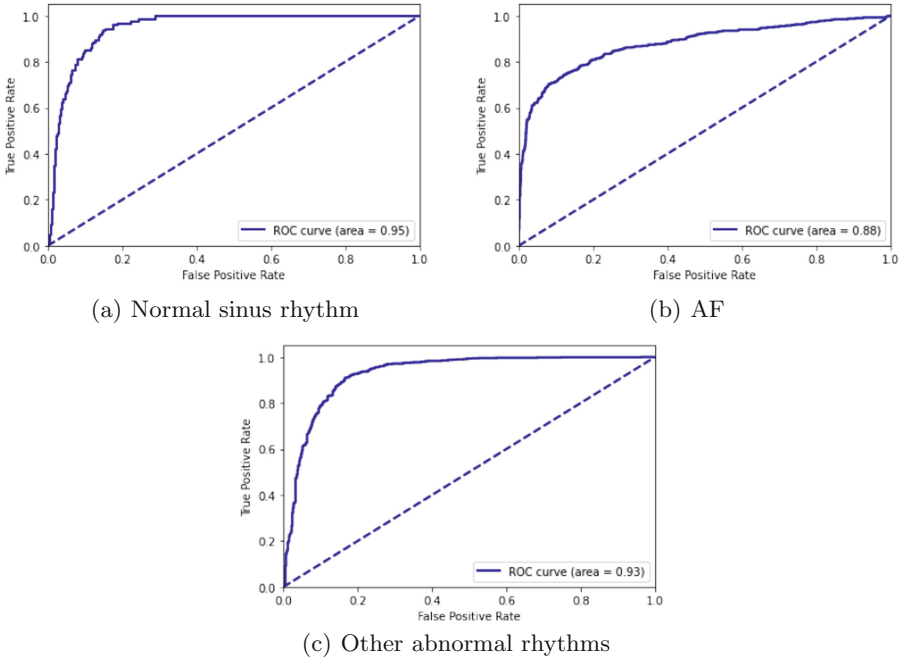 1.0
0.8
0.6
0.4
0.2
0.0
True Positive Rate
ROC curve (area = 0.95)
0.0 0.2 0.4 0.6 0.8 1.0
False Positive Rate
(a) Normal sinus rhythm
1.0
0.8
0.6
0.4
0.2
0.0
True Positive Rate
ROC curve (area = 0.88)
0.0 0.2 0.4 0.6 0.8 1.0
False Positive Rate
(b) AF
1.0
0.8
0.6
0.4
0.2
0.0
True Positive Rate
ROC curve (area = 0.93)
0.0 0.2 0.4 0.6 0.8 1.0
False Positive Rate
(c) Other abnormal rhythms